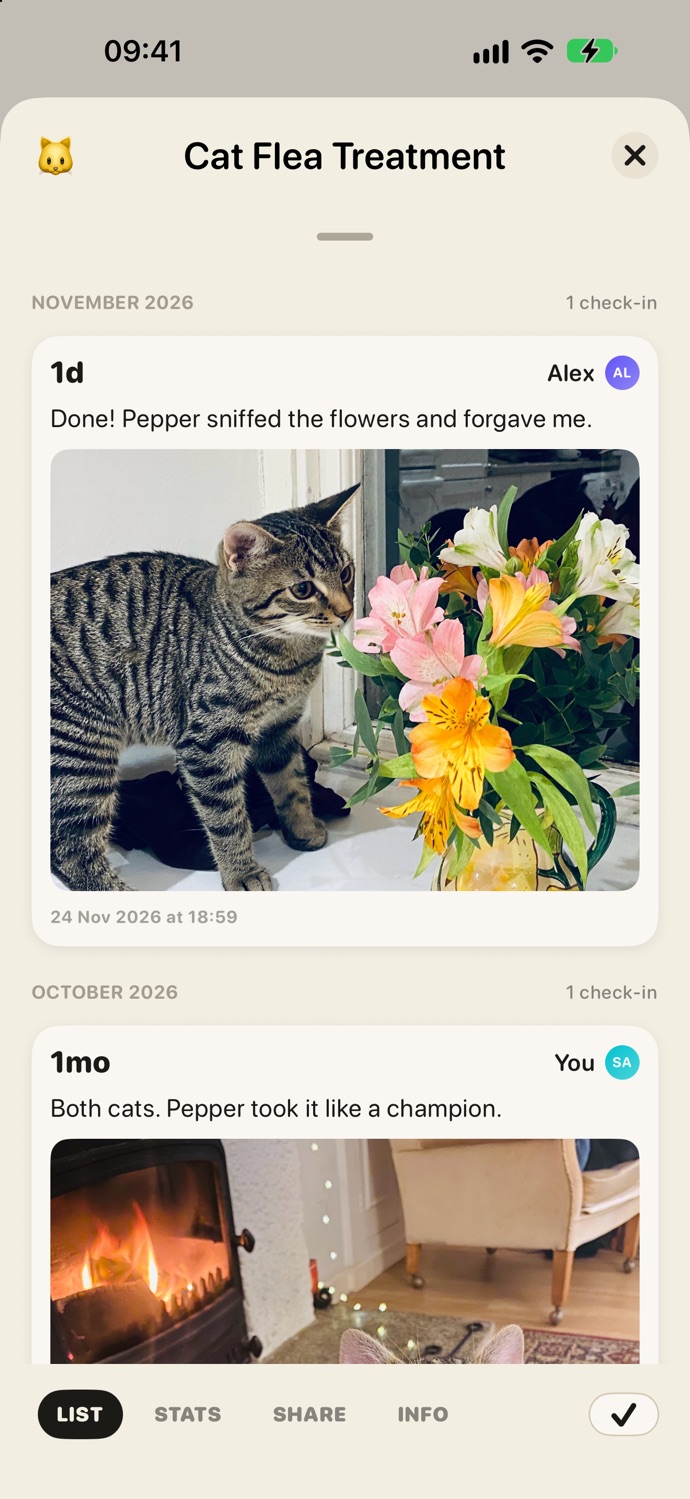 09:41
Cat Flea Treatment
NOVEMBER 2026 1 check-in
1d Alex AL
Done! Pepper sniffed the flowers and forgave me.
24 Nov 2026 at 18:59
OCTOBER 2026 1 check-in
1mo You SA
Both cats. Pepper took it like a champion.
LIST STATS SHARE INFO